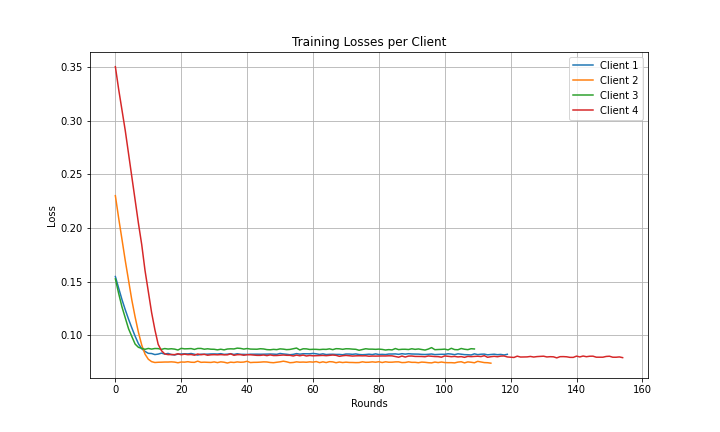 Training Losses per Client
Client 1
Client 2
Client 3
Client 4
0.35
0.30
0.25
0.20
0.15
0.10
Loss
0 20 40 60 80 100 120 140 160
Rounds